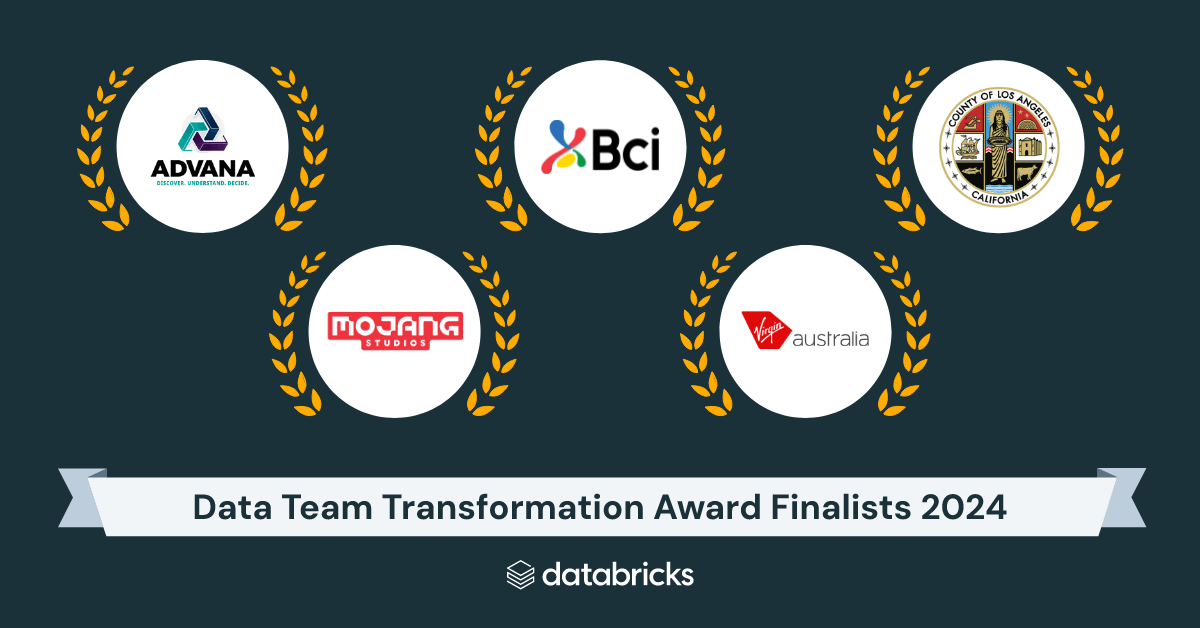 ADVANA
DISCOVER. UNDERSTAND. DECIDE.
Bci
COUNTY OF LOS ANGELES
CALIFORNIA
MOJANG
STUDIOS
Virgin
australia
Data Team Transformation Award Finalists 2024
databricks